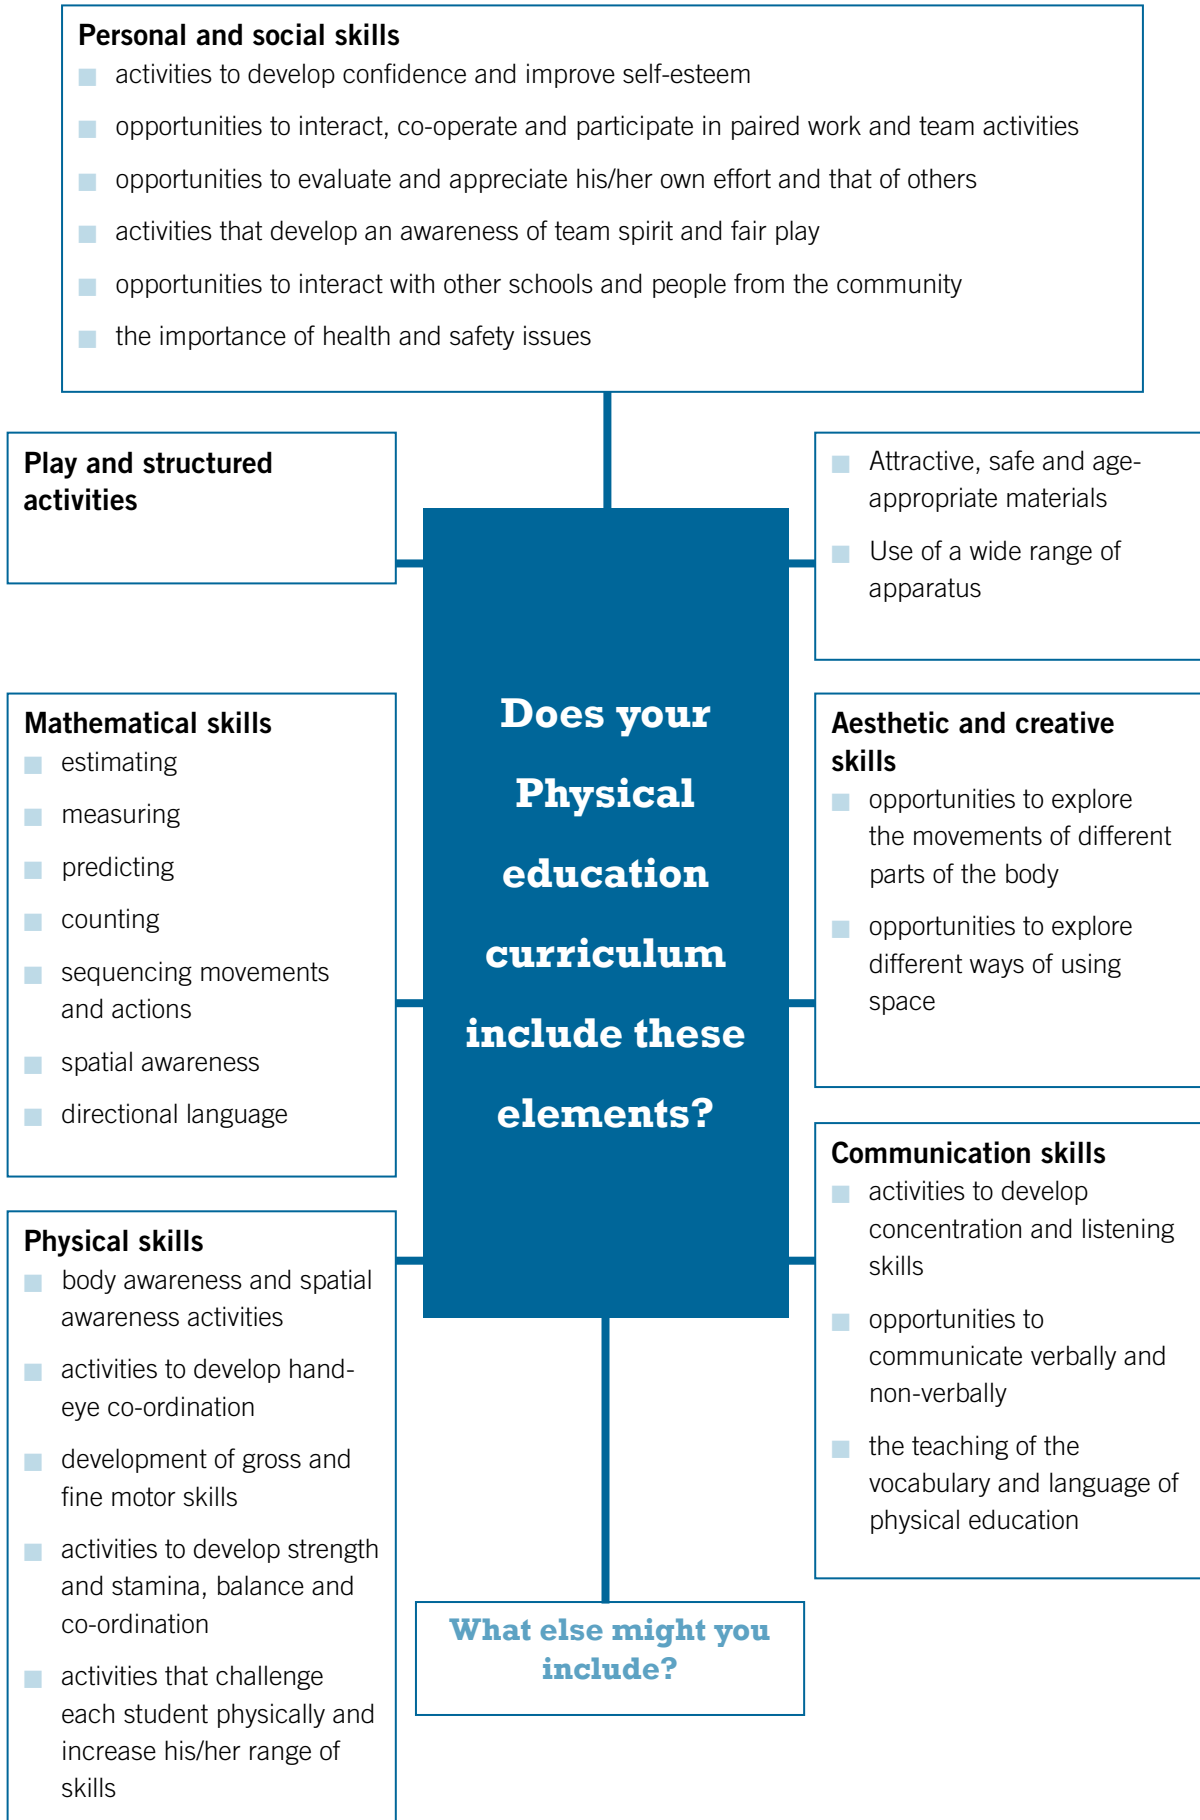 Personal and social skills
activities to develop confidence and improve self-esteem
opportunities to interact, co-operate and participate in paired work and team activities
opportunities to evaluate and appreciate his/her own effort and that of others
activities that develop an awareness of team spirit and fair play
opportunities to interact with other schools and people from the community
the importance of health and safety issues
Play and structured
activities
Attractive, safe and age-
appropriate materials
Use of a wide range of
apparatus
Does your
Physical
education
curriculum
include these
elements?
Mathematical skills
estimating
measuring
predicting
counting
sequencing movements
and actions
spatial awareness
directional language
Aesthetic and creative
skills
opportunities to explore
the movements of different
parts of the body
opportunities to explore
different ways of using
space
Physical skills
body awareness and spatial
awareness activities
activities to develop hand-
eye co-ordination
development of gross and
fine motor skills
activities to develop strength
and stamina, balance and
co-ordination
activities that challenge
each student physically and
increase his/her range of
skills
Communication skills
activities to develop
concentration and listening
skills
opportunities to
communicate verbally and
non-verbally
the teaching of the
vocabulary and language of
physical education
What else might you
include?